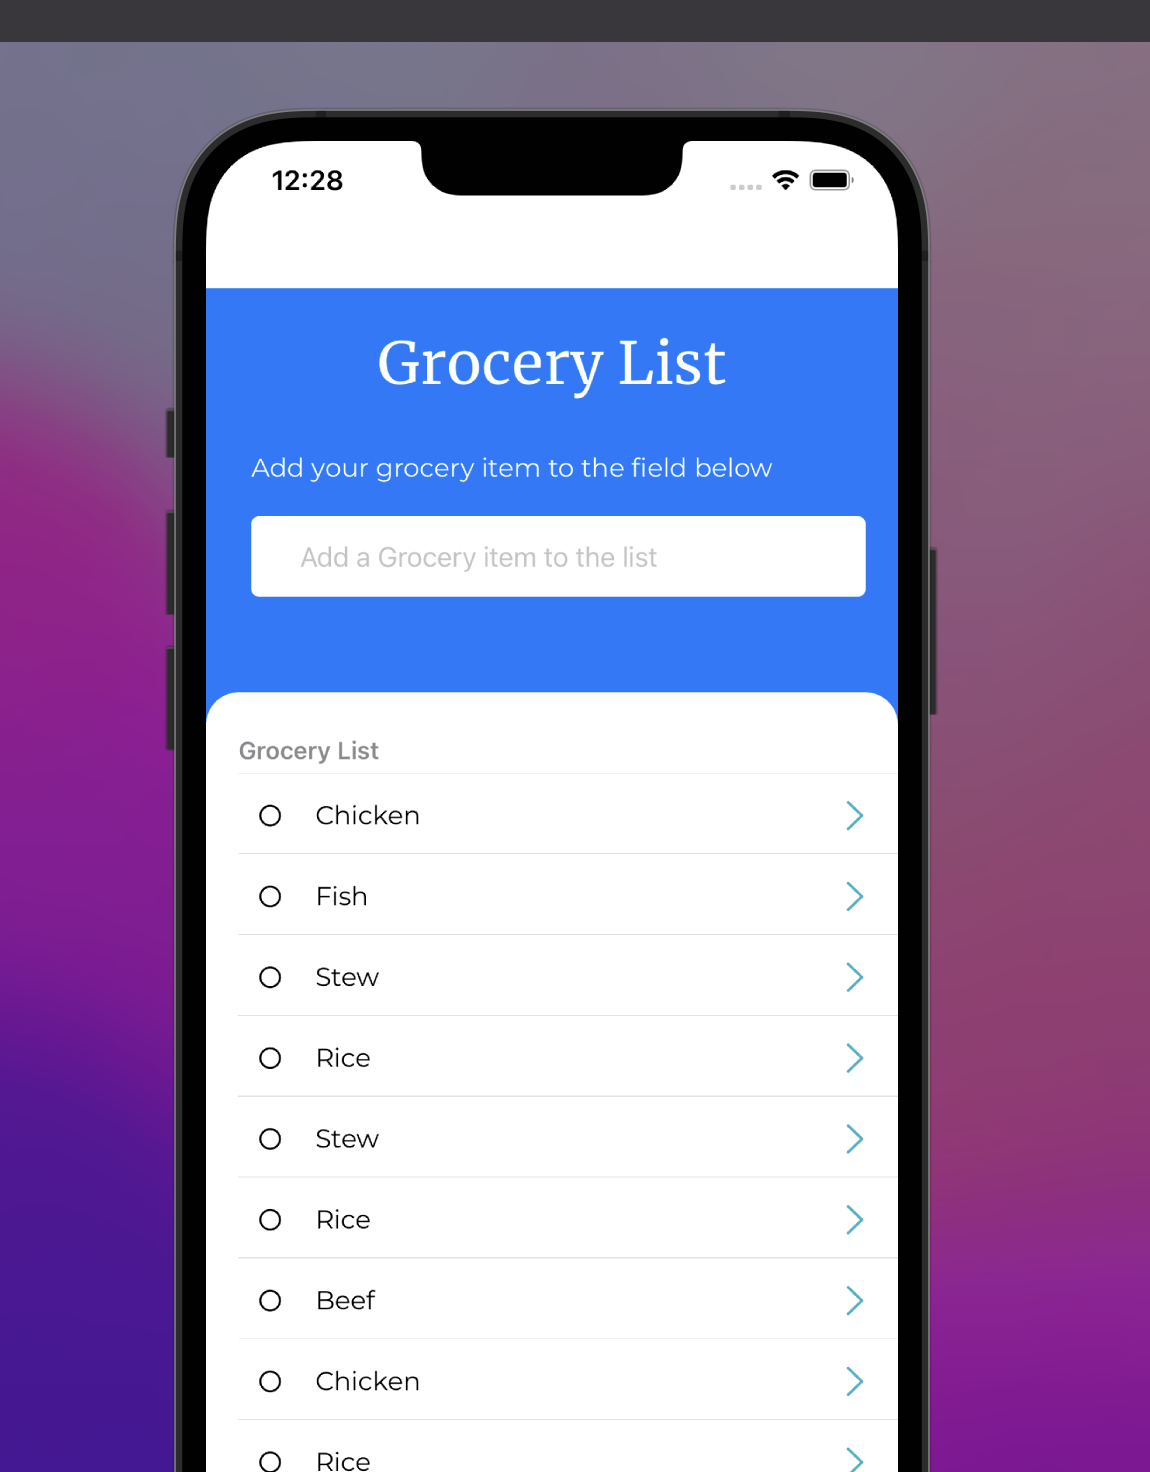 12:28
Grocery List
Add your grocery item to the field below
Add a Grocery item to the list
Grocery List
Chicken
Fish
Stew
Rice
Stew
Rice
Beef
Chicken
Rice